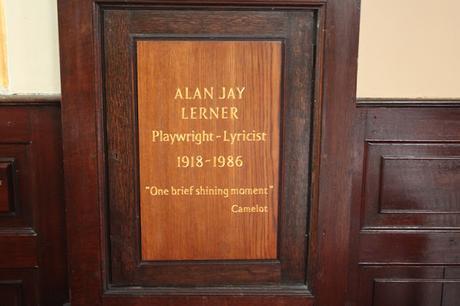 ALAN JAY
LERNER
Playwright-Lyricist
1918-1986
"One brief shining moment"
Camelot